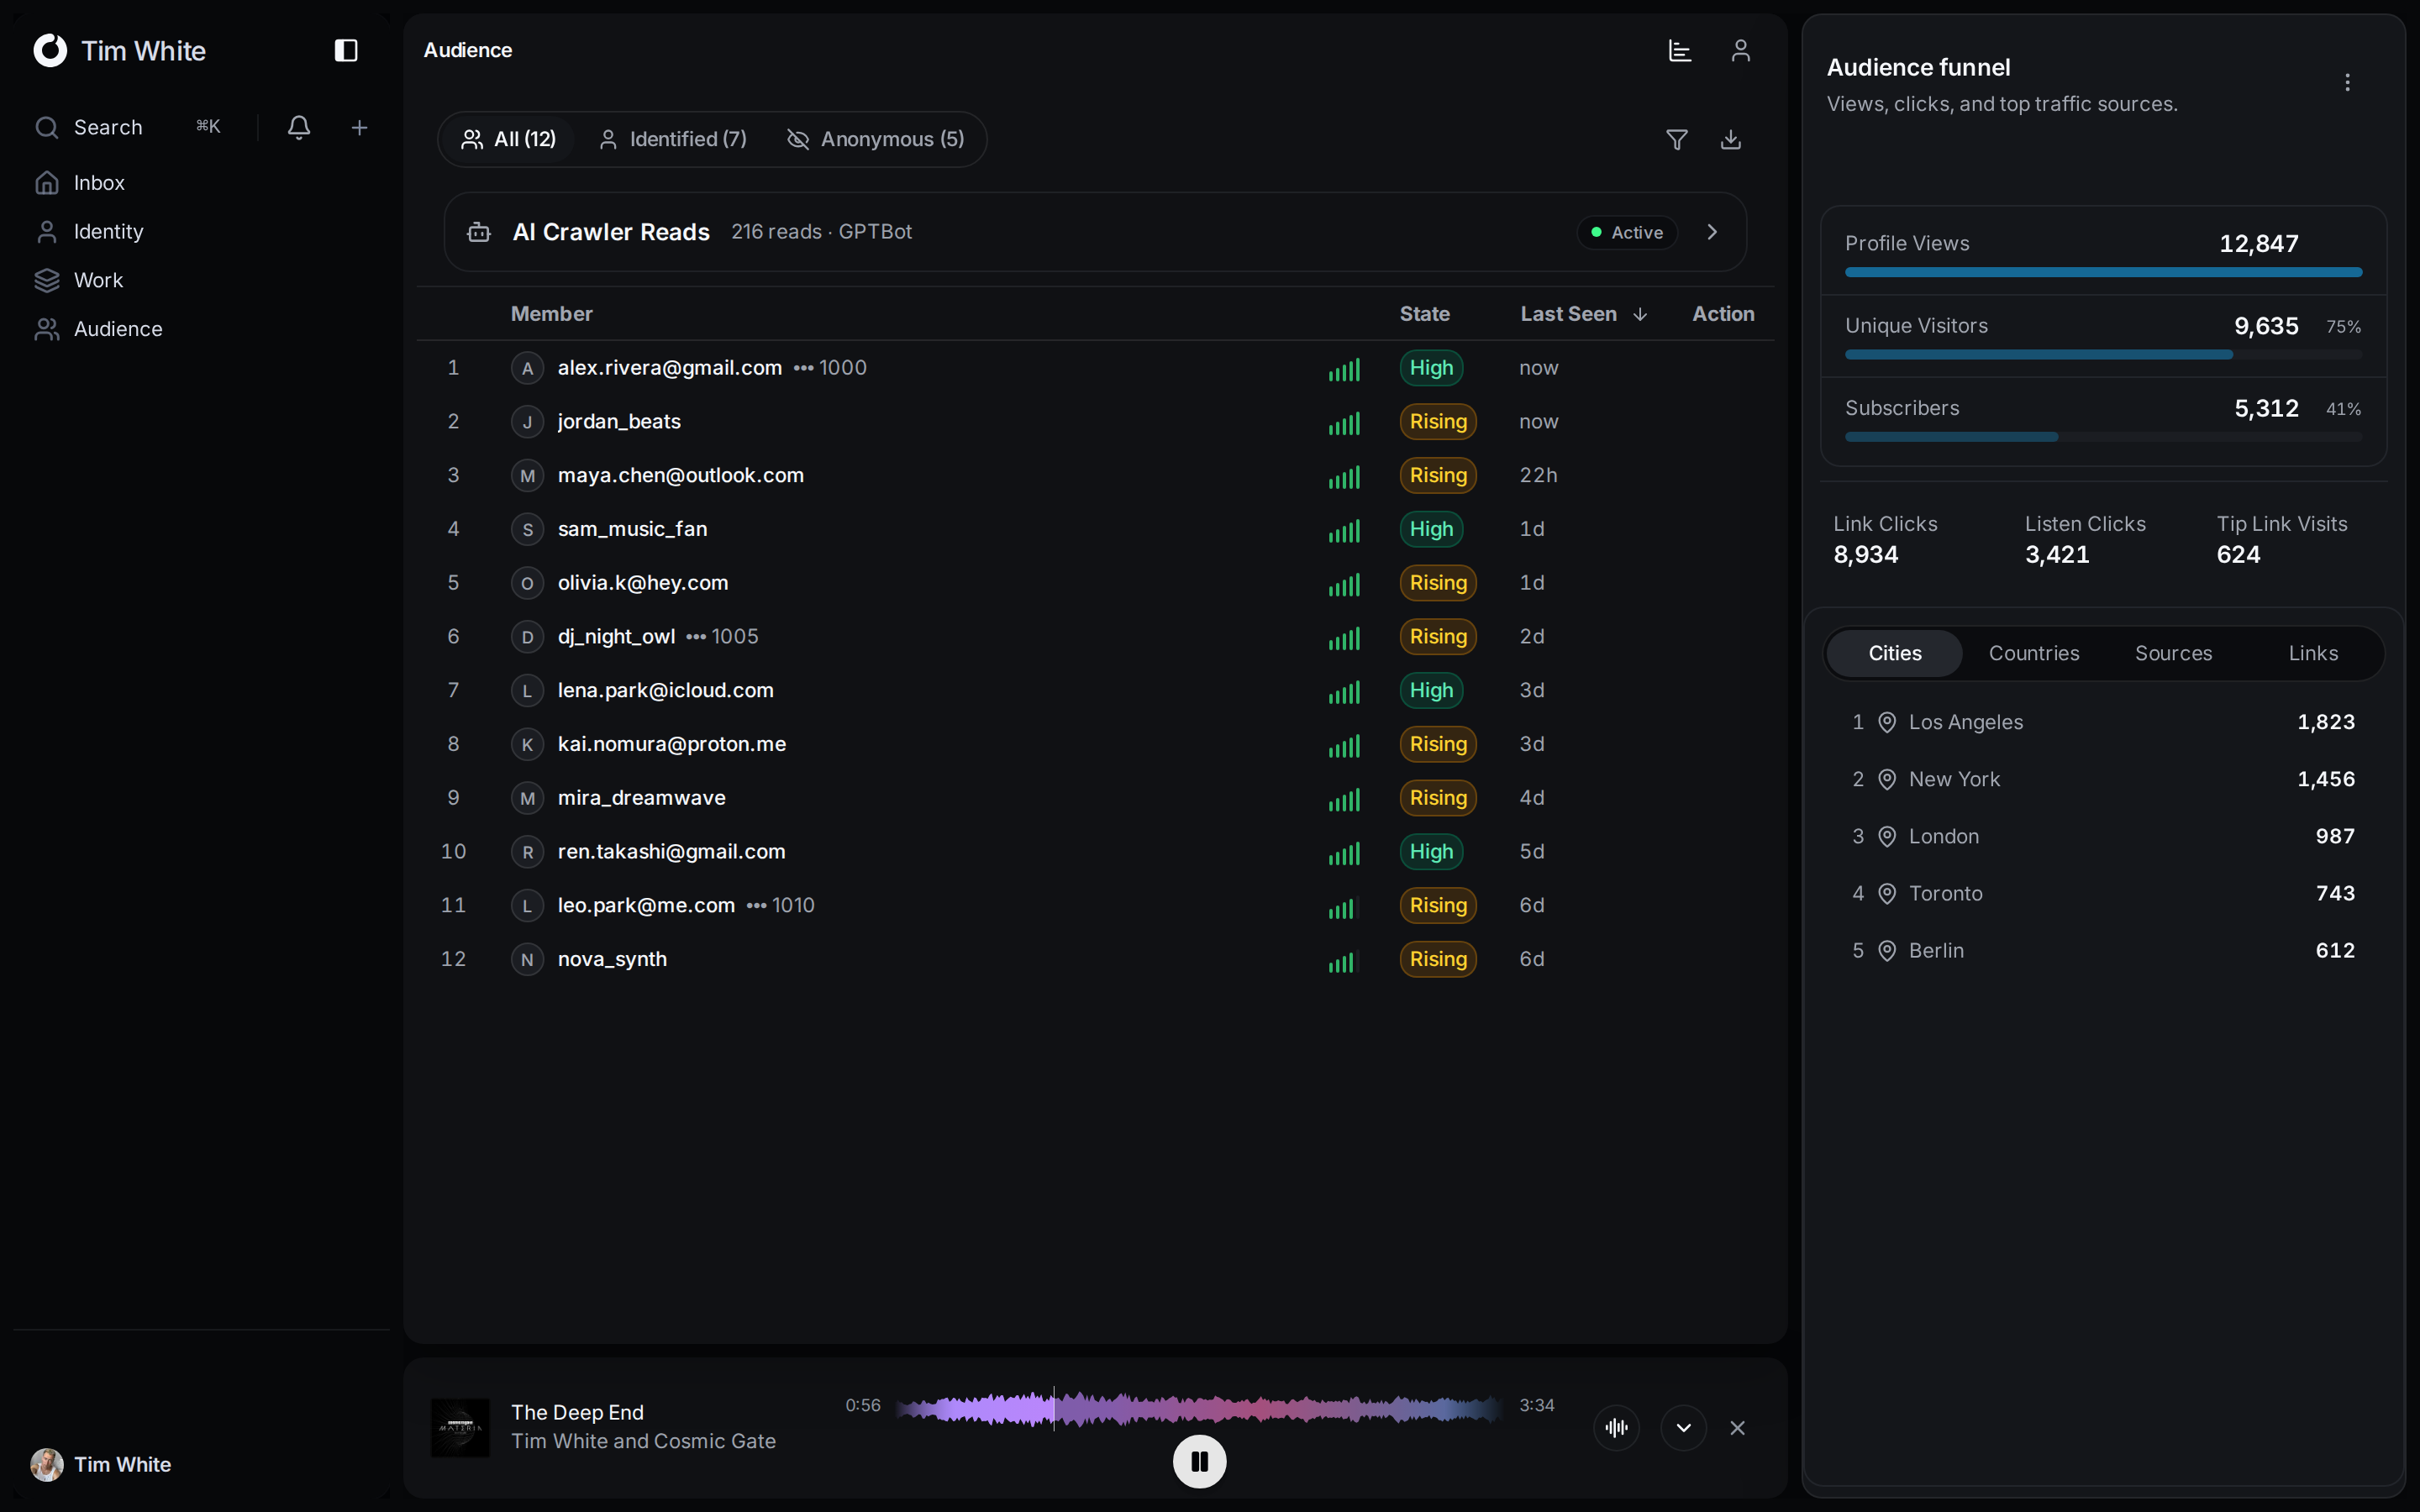 Tim White
Search ⌘K
Inbox
Identity
Work
Audience
Tim White
Audience
All (12) Identified (7) Anonymous (5)
AI Crawler Reads 216 reads · GPTBot Active
Member State Last Seen ↓ Action
1 A alex.rivera@gmail.com ••• 1000 High now
2 J jordan_beats Rising now
3 M maya.chen@outlook.com Rising 22h
4 S sam_music_fan High 1d
5 O olivia.k@hey.com Rising 1d
6 D dj_night_owl ••• 1005 Rising 2d
7 L lena.park@icloud.com High 3d
8 K kai.nomura@proton.me Rising 3d
9 M mira_dreamwave Rising 4d
10 R ren.takashi@gmail.com High 5d
11 L leo.park@me.com ••• 1010 Rising 6d
12 N nova_synth Rising 6d
The Deep End
Tim White and Cosmic Gate
0:56 3:34
Audience funnel
Views, clicks, and top traffic sources.
Profile Views 12,847
Unique Visitors 9,635 75%
Subscribers 5,312 41%
Link Clicks Listen Clicks Tip Link Visits
8,934 3,421 624
Cities Countries Sources Links
1 Los Angeles 1,823
2 New York 1,456
3 London 987
4 Toronto 743
5 Berlin 612